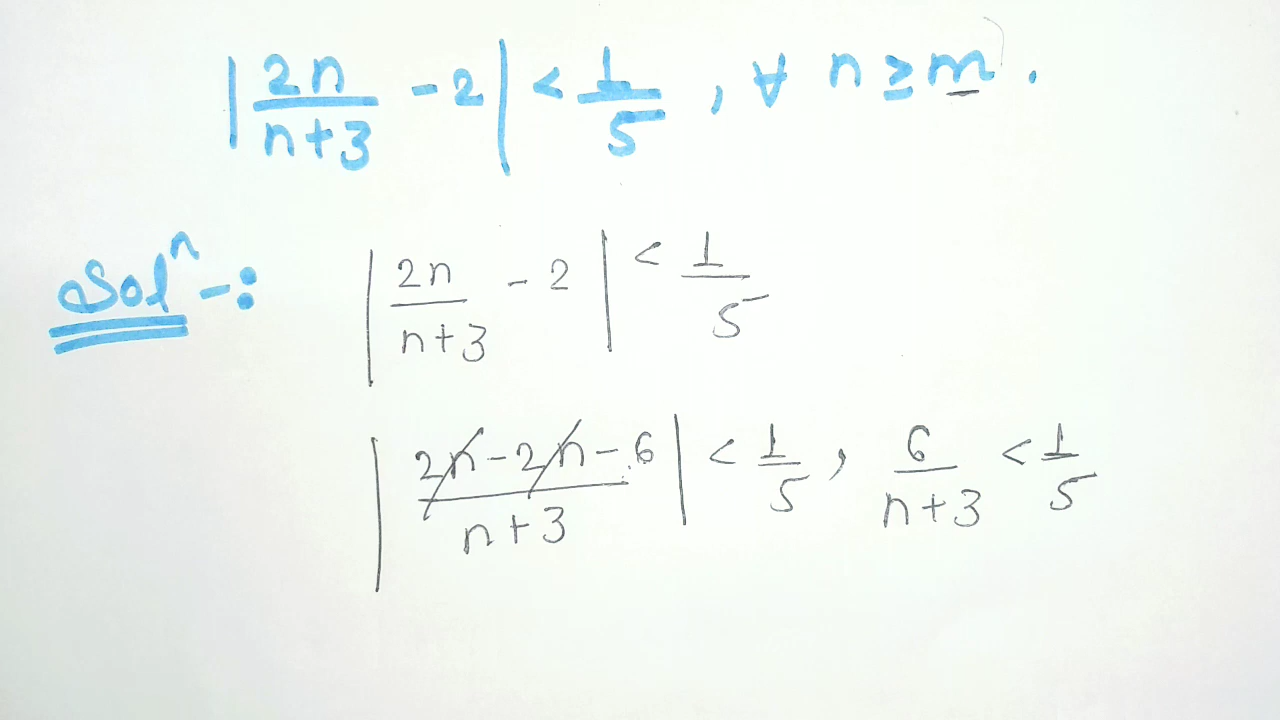 |2n/(n+3) - 2| < 1/5, ∀ n ≥ m.
Solⁿ -: |2n/(n+3) - 2| < 1/5
|(2n - 2n - 6)/(n+3)| < 1/5, 6/(n+3) < 1/5